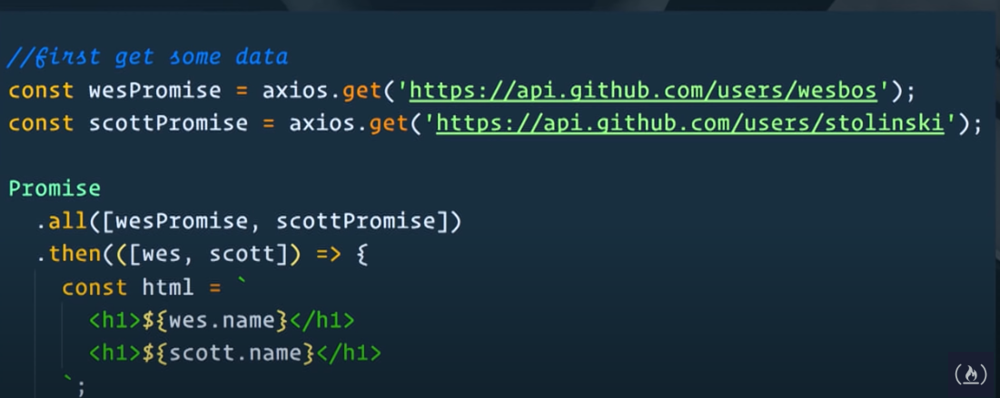 //first get some data
const wesPromise = axios.get('https://api.github.com/users/wesbos');
const scottPromise = axios.get('https://api.github.com/users/stolinski');
Promise
.all([wesPromise, scottPromise])
.then(([wes, scott]) => {
const html = `
<h1>${wes.name}</h1>
<h1>${scott.name}</h1>
`;